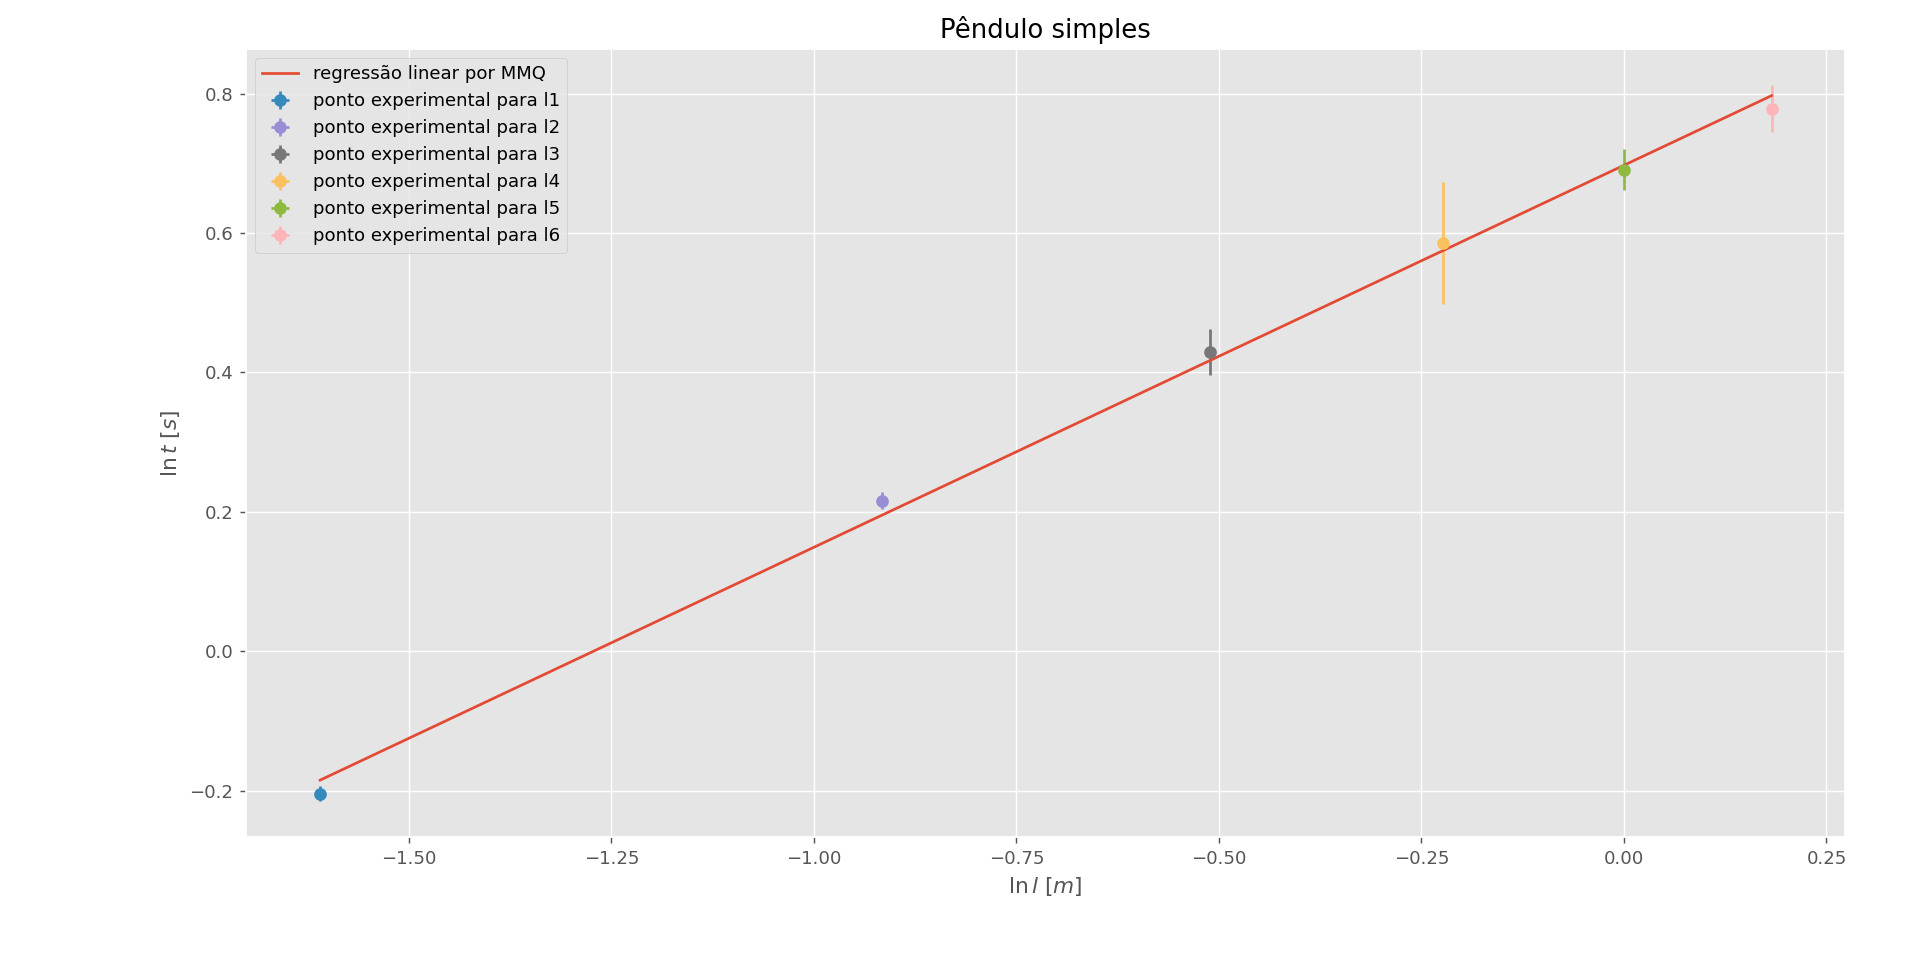 Pêndulo simples
regressão linear por MMQ
ponto experimental para l1
ponto experimental para l2
ponto experimental para l3
ponto experimental para l4
ponto experimental para l5
ponto experimental para l6
0.8
0.6
0.4
0.2
0.0
−0.2
ln t [s]
−1.50 −1.25 −1.00 −0.75 −0.50 −0.25 0.00 0.25
ln l [m]